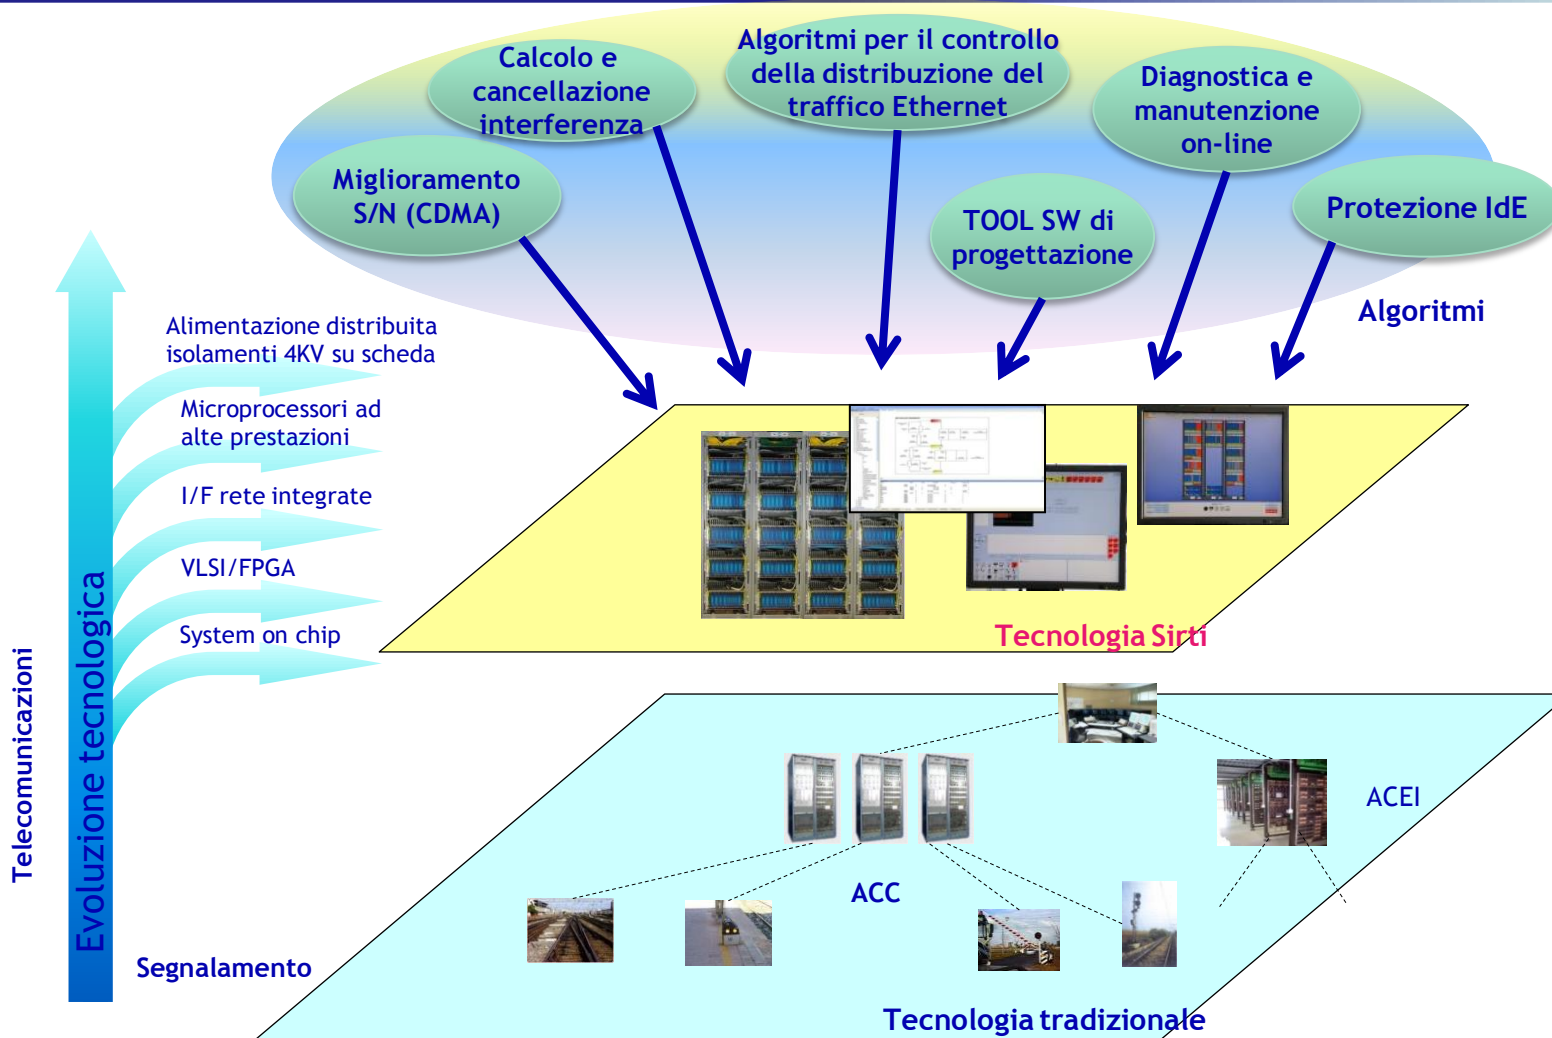 Calcolo e
cancellazione
interferenza
Algoritmi per il controllo
della distribuzione del
traffico Ethernet
Diagnostica e
manutenzione
on-line
Miglioramento
S/N (CDMA)
TOOL SW di
progettazione
Protezione IdE
Algoritmi
Alimentazione distribuita
isolamenti 4KV su scheda
Microprocessori ad
alte prestazioni
I/F rete integrate
VLSI/FPGA
System on chip
Evoluzione tecnologica
Telecomunicazioni
Tecnologia Sirti
ACEI
ACC
Segnalamento
Tecnologia tradizionale